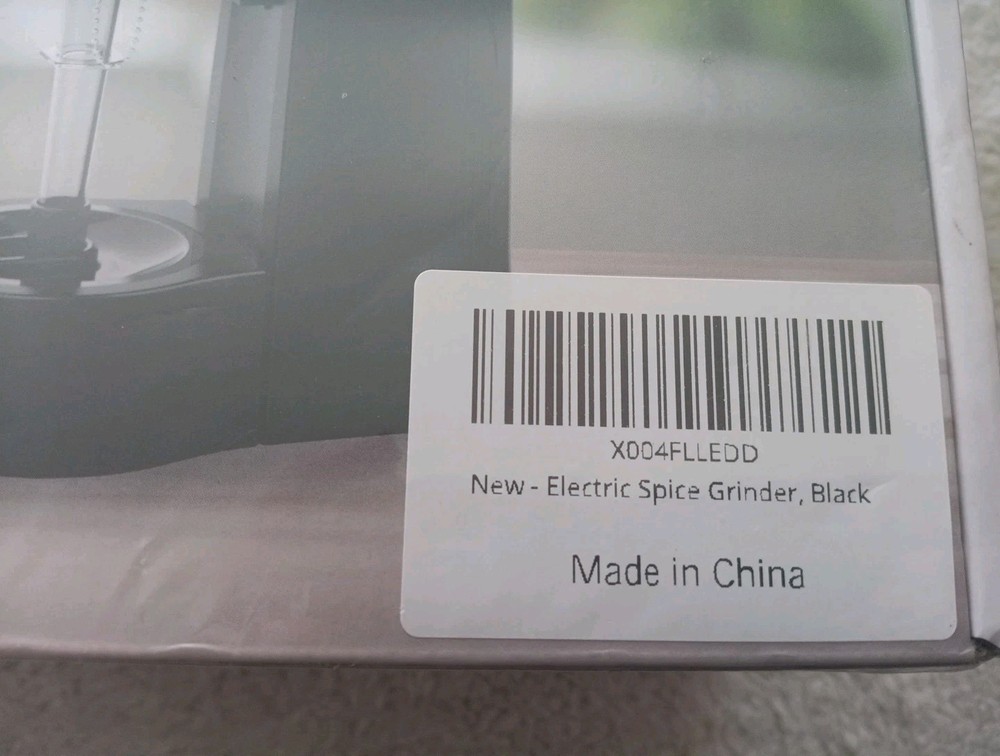 X004FLLEDD
New - Electric Spice Grinder, Black
Made in China